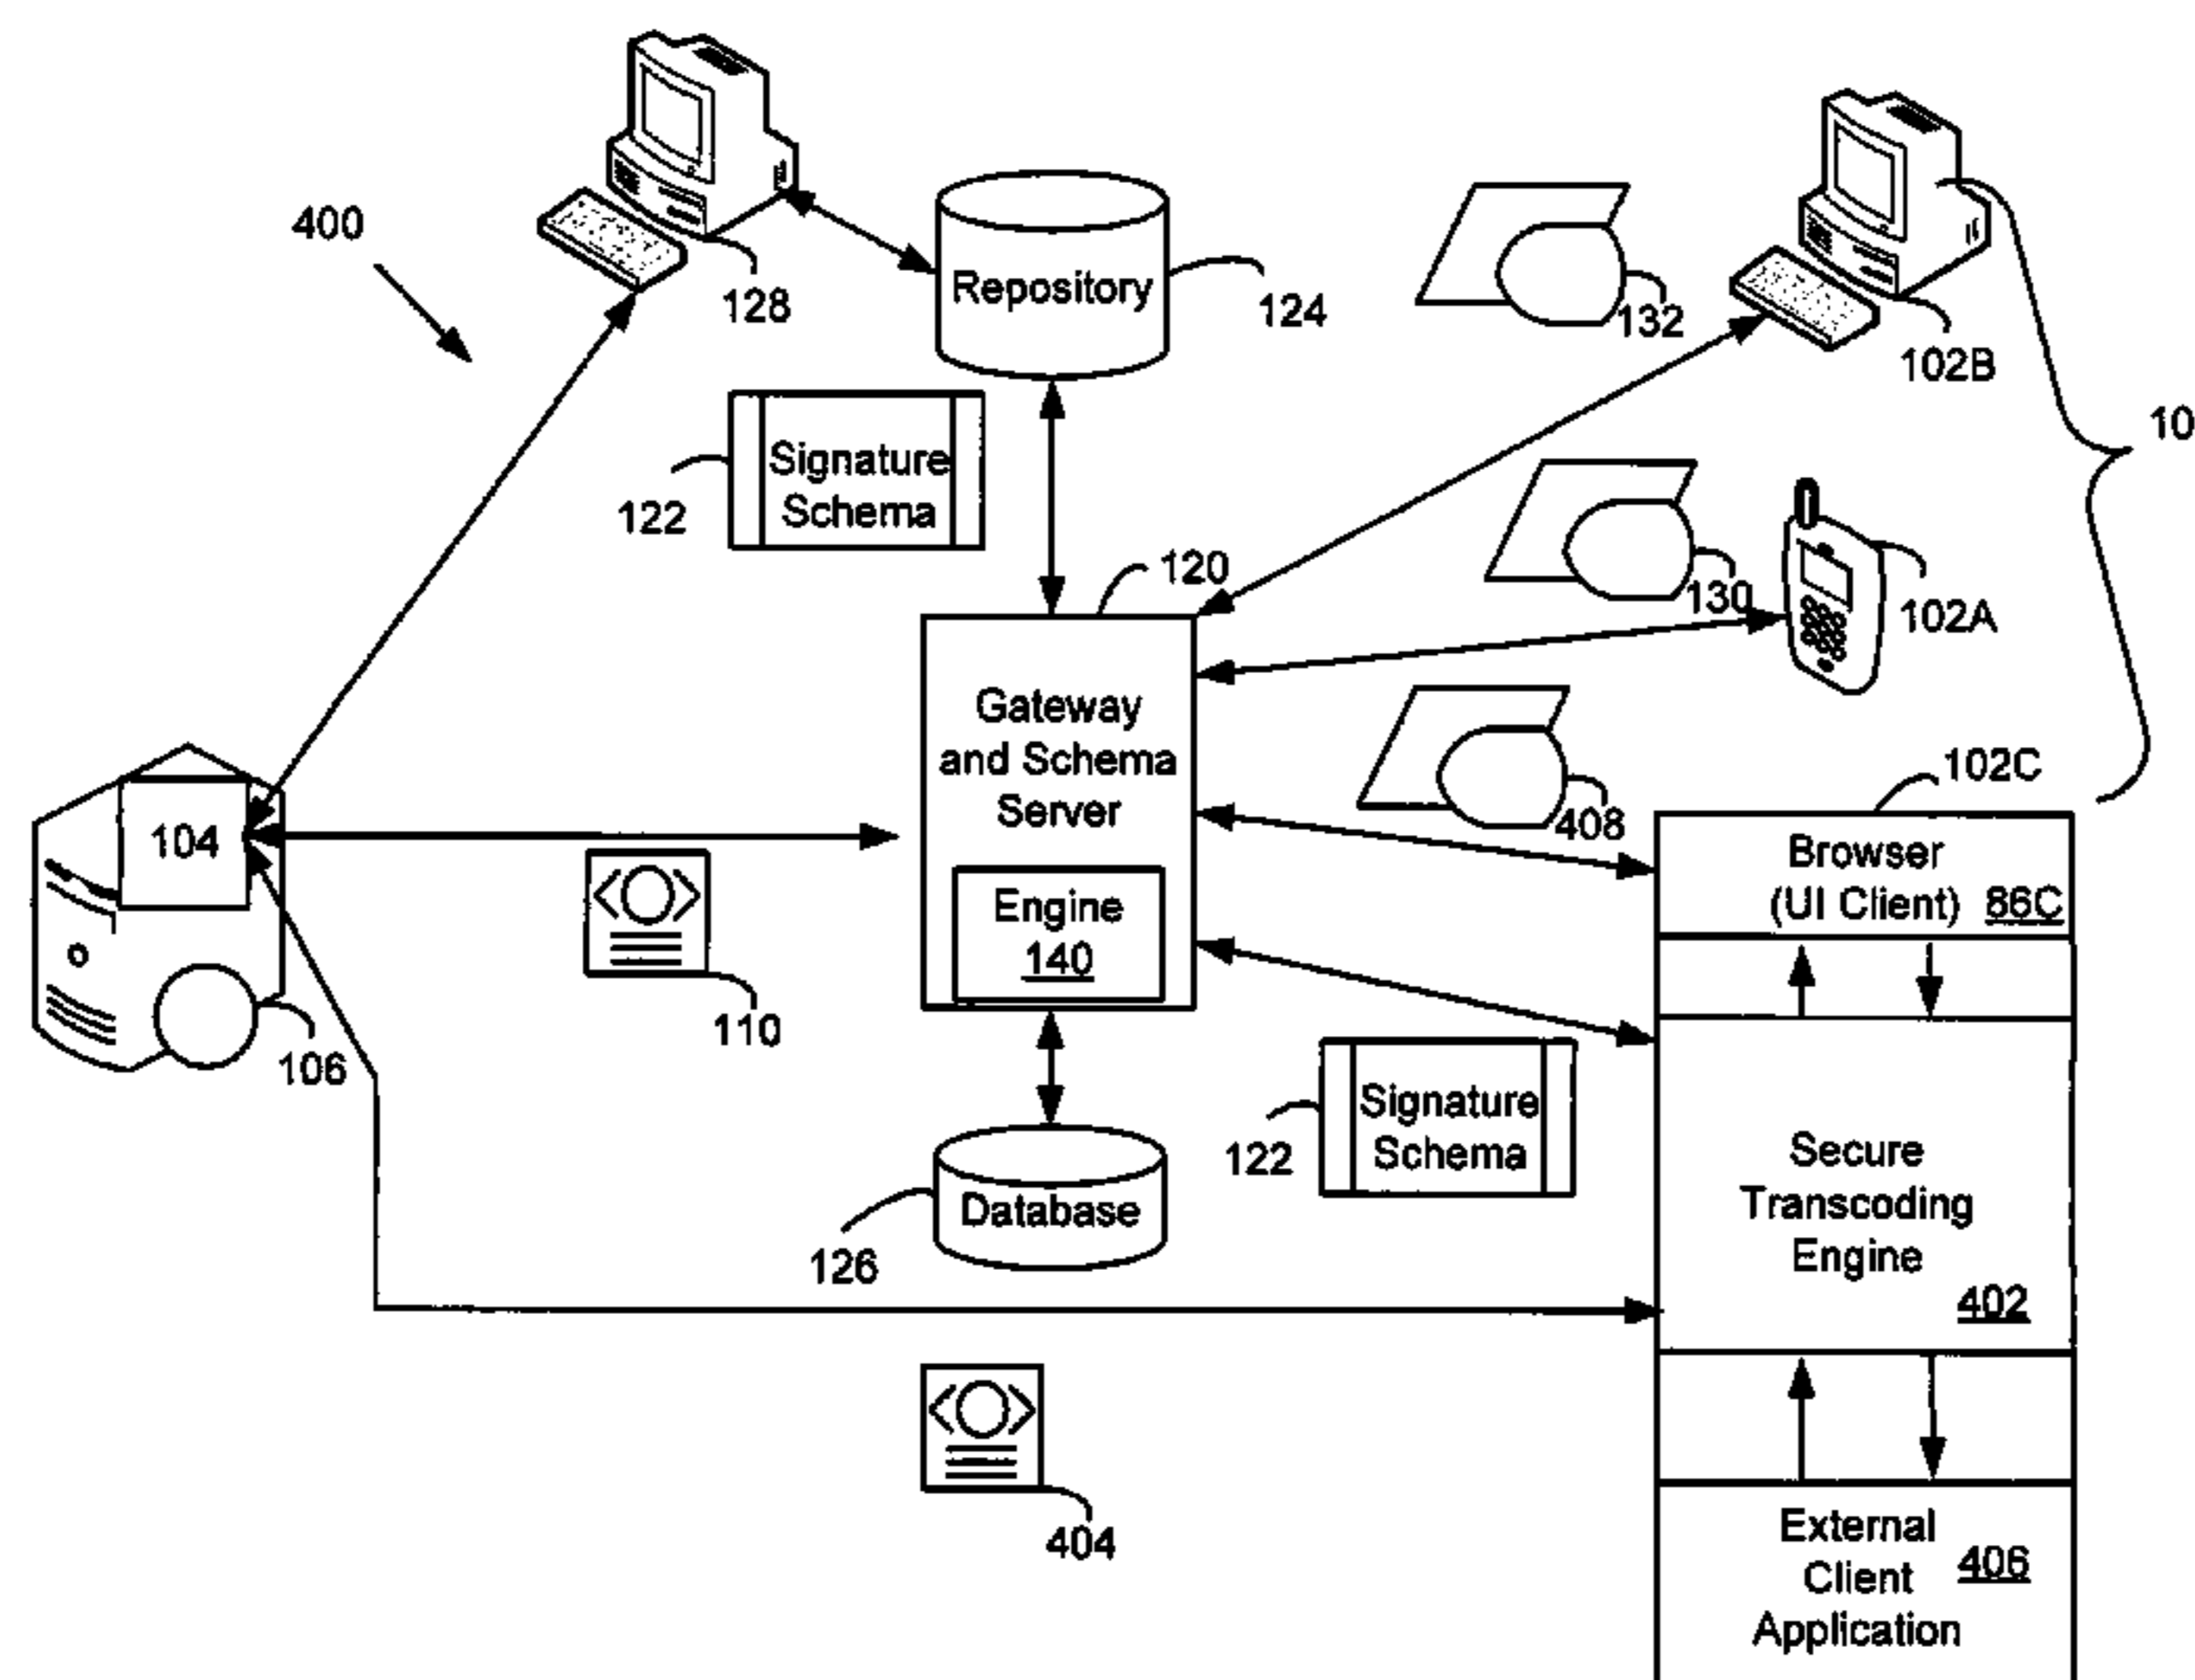 400
128
Repository
124
132
102B
10
Signature
Schema
122
120
130
102A
Gateway
and Schema
Server
408
102C
104
Browser
(UI Client) 86C
Engine
140
110
106
Signature
Schema
122
Secure
Transcoding
Engine
402
Database
126
404
External
Client
Application
406